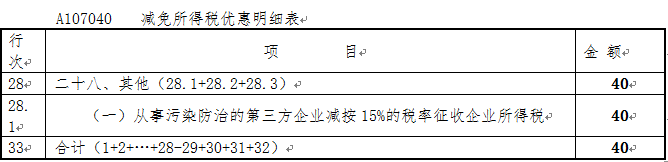 A107040 减免所得税优惠明细表
行次 项 目 金 额
28 二十八、其他（28.1+28.2+28.3） 40
28.1 （一）从事污染防治的第三方企业减按 15%的税率征收企业所得税 40
33 合计（1+2+…+28-29+30+31+32） 40